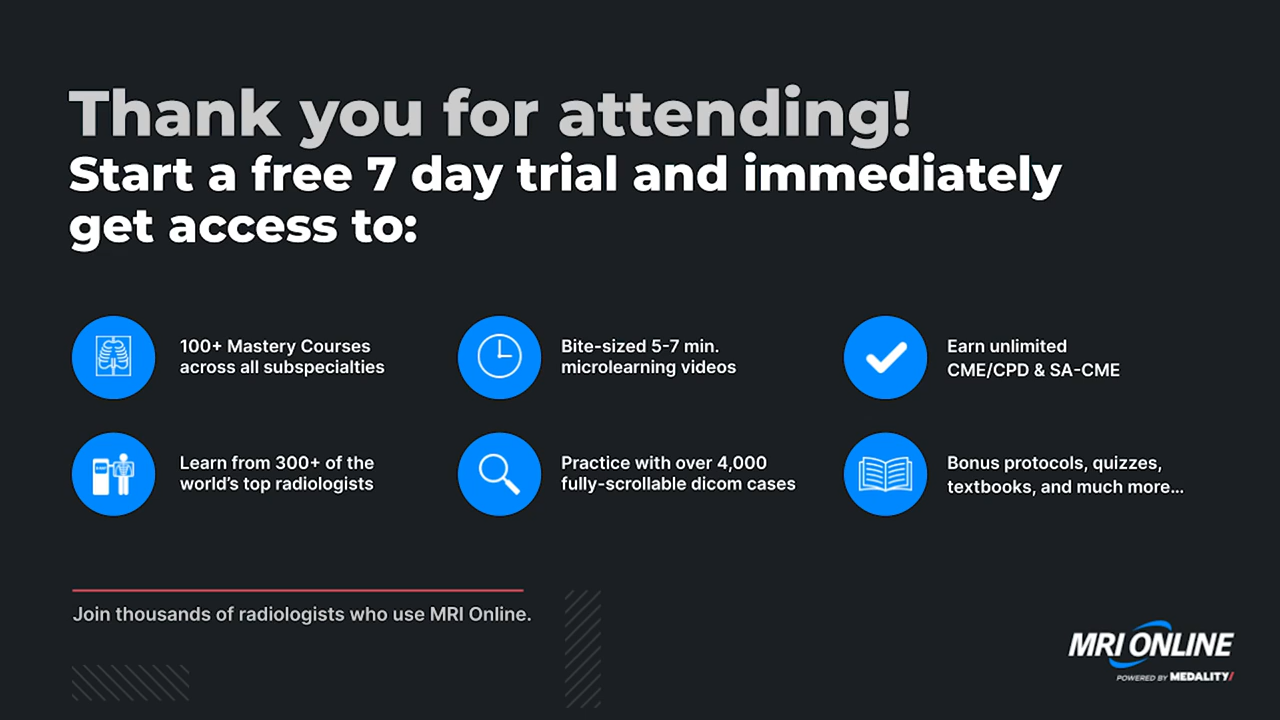 Thank you for attending!
Start a free 7 day trial and immediately
get access to:
100+ Mastery Courses
across all subspecialties
Bite-sized 5-7 min.
microlearning videos
Earn unlimited
CME/CPD & SA-CME
Learn from 300+ of the
world’s top radiologists
Practice with over 4,000
fully-scrollable dicom cases
Bonus protocols, quizzes,
textbooks, and much more...
Join thousands of radiologists who use MRI Online.
MRI ONLINE
POWERED BY MEDALITY/